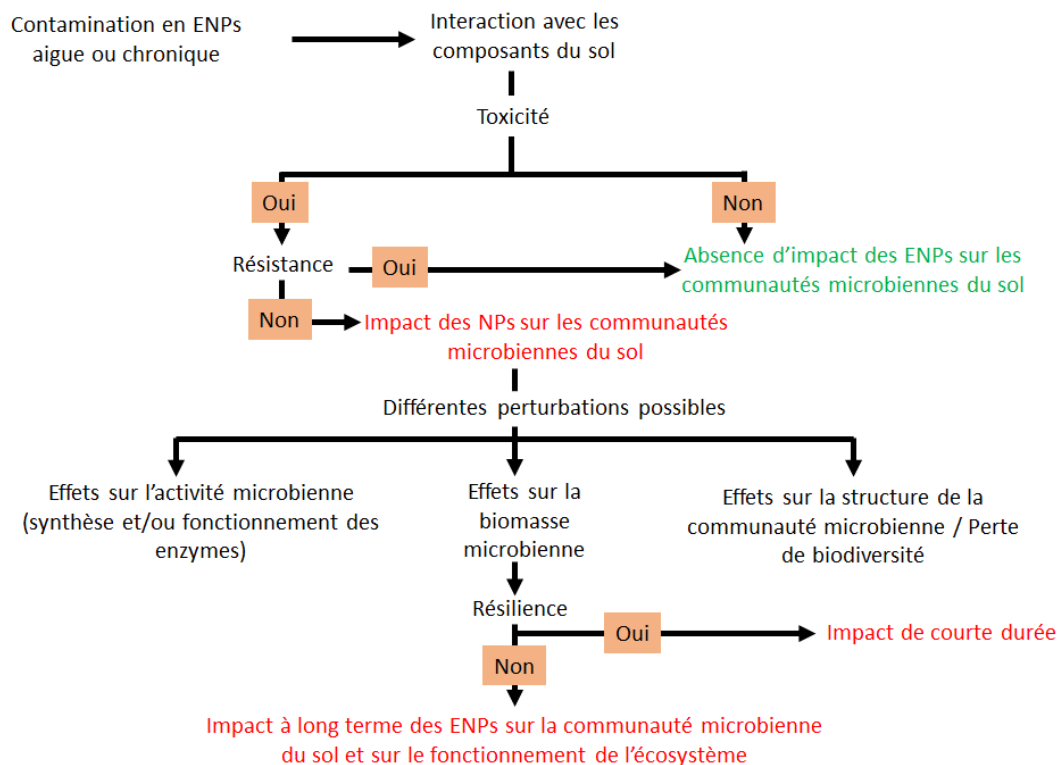 Contamination en ENPs
aigue ou chronique
Interaction avec les
composants du sol
Toxicité
Oui
Non
Résistance
Oui
Absence d'impact des ENPs sur les
communautés microbiennes du sol
Non
Impact des NPs sur les communautés
microbiennes du sol
Différentes perturbations possibles
Effets sur l'activité microbienne
(synthèse et/ou fonctionnement des
enzymes)
Effets sur la
biomasse
microbienne
Effets sur la structure de la
communauté microbienne / Perte
de biodiversité
Résilience
Oui
Impact de courte durée
Non
Impact à long terme des ENPs sur la communauté microbienne
du sol et sur le fonctionnement de l'écosystème